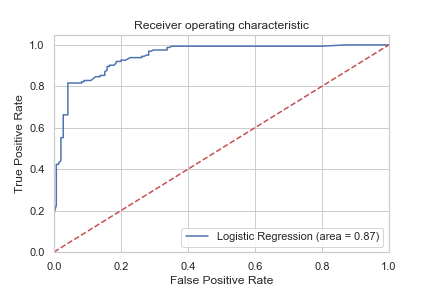 Receiver operating characteristic
1.0
0.8
0.6
0.4
0.2
0.0
True Positive Rate
Logistic Regression (area = 0.87)
0.0 0.2 0.4 0.6 0.8 1.0
False Positive Rate